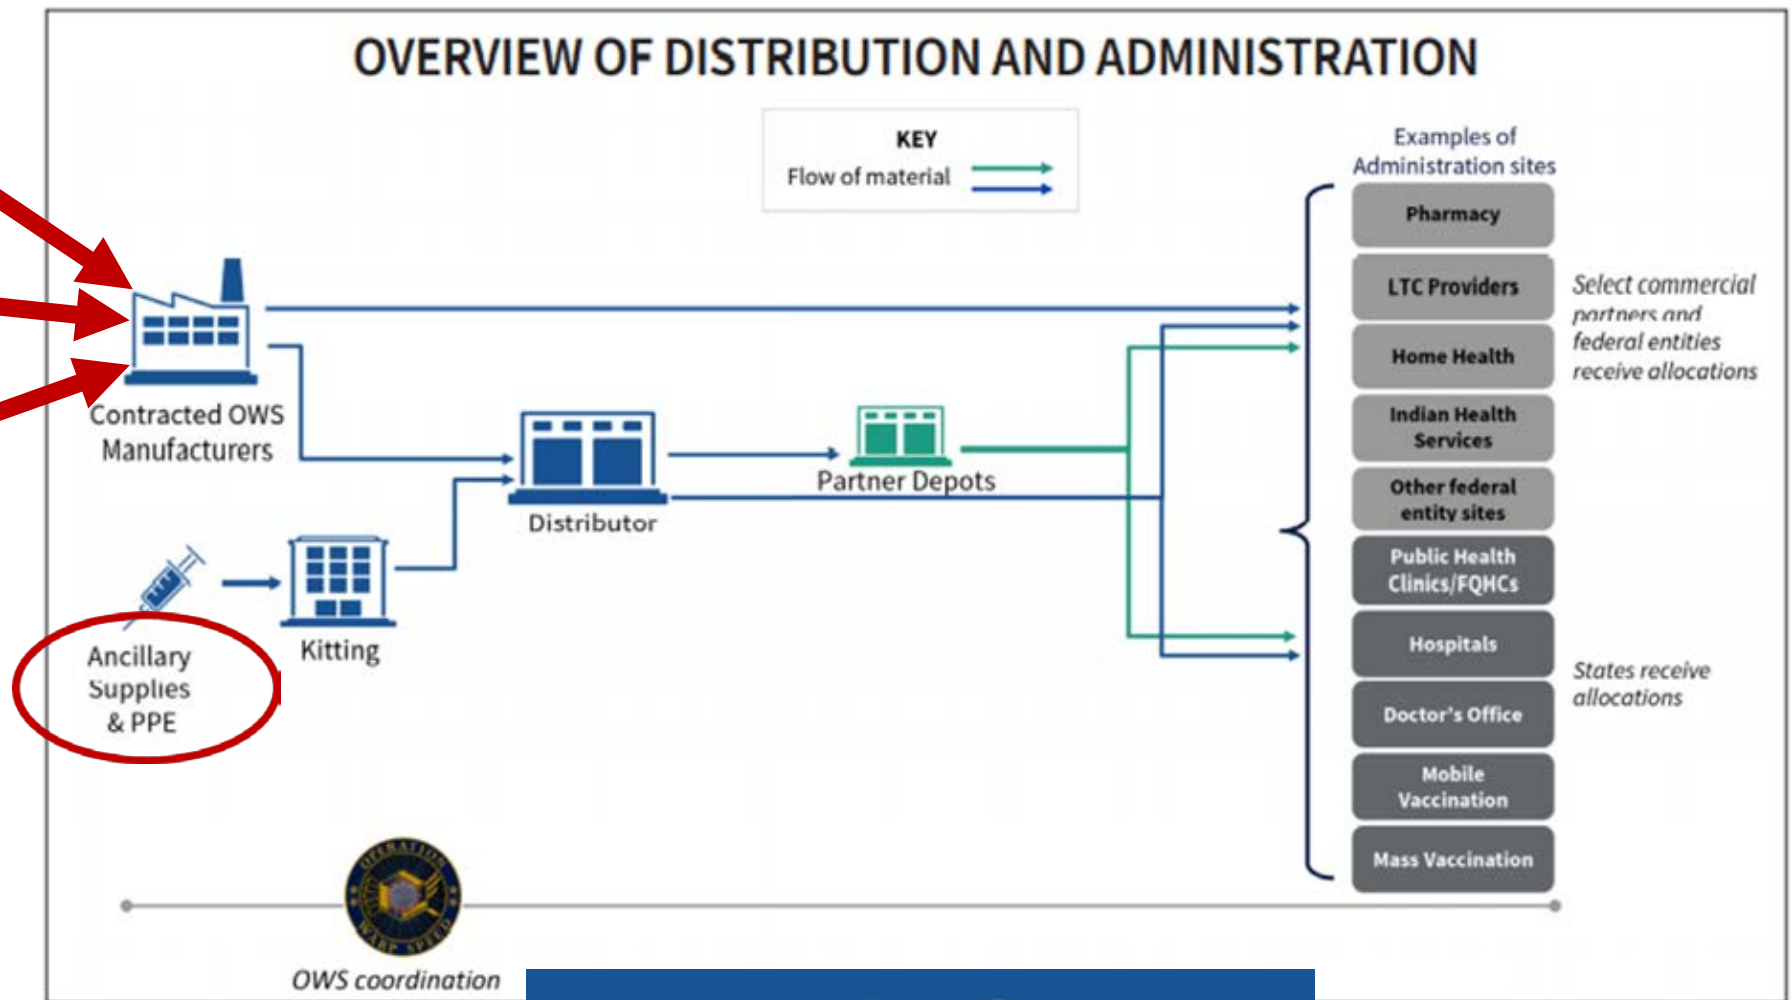 OVERVIEW OF DISTRIBUTION AND ADMINISTRATION
KEY
Flow of material
Examples of
Administration sites
Pharmacy
LTC Providers
Home Health
Indian Health
Services
Other federal
entity sites
Public Health
Clinics/FQHCs
Hospitals
Doctor's Office
Mobile
Vaccination
Mass Vaccination
Select commercial
partners and
federal entities
receive allocations
States receive
allocations
Contracted OWS
Manufacturers
Distributor
Partner Depots
Kitting
Ancillary
Supplies
& PPE
OPERATION
WARP SPEED
OWS coordination